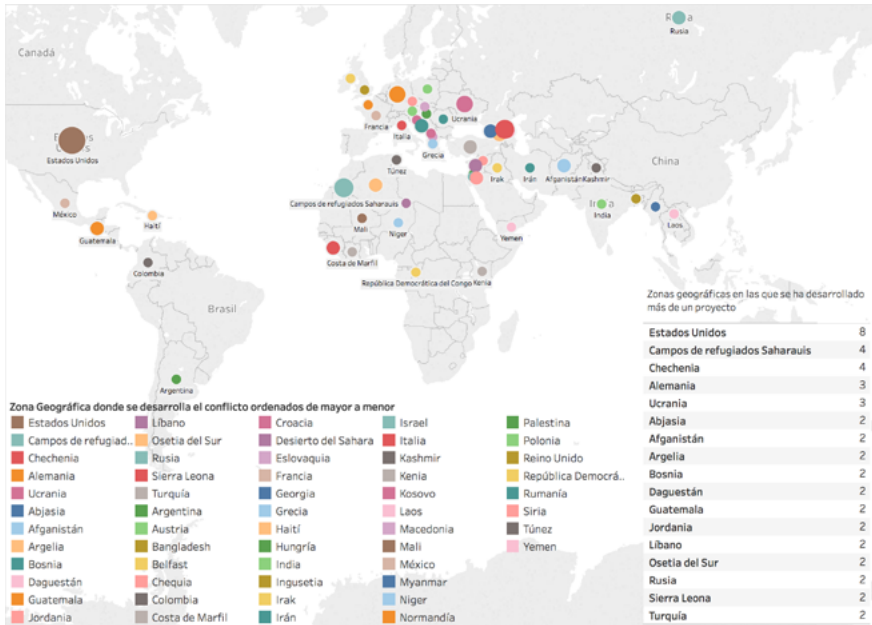 Canadá
Rusia
Ucrania
Francia
Italia
Estados Unidos
Grecia
China
Túnez
Irak
Irán
Afganistán
Kashmir
Campos de refugiados Saharauis
México
Haití
India
Guatemala
Mali
Niger
Laos
Yemen
Costa de Marfil
Colombia
República Democrática del Congo
Kenia
Brasil
Argentina
Zonas geográficas en las que se ha desarrollado
más de un proyecto
Estados Unidos 8
Campos de refugiados Saharauis 4
Chechenia 4
Alemania 3
Ucrania 3
Abjasia 2
Afganistán 2
Argelia 2
Bosnia 2
Daguestán 2
Guatemala 2
Jordania 2
Líbano 2
Osetia del Sur 2
Rusia 2
Sierra Leona 2
Turquía 2
Zona Geográfica donde se desarrolla el conflicto ordenados de mayor a menor
Estados Unidos
Campos de refugiad..
Chechenia
Alemania
Ucrania
Abjasia
Afganistán
Argelia
Bosnia
Daguestán
Guatemala
Jordania
Líbano
Osetia del Sur
Rusia
Sierra Leona
Turquía
Argentina
Austria
Bangladesh
Belfast
Chequia
Colombia
Costa de Marfil
Croacia
Desierto del Sahara
Eslovaquia
Francia
Georgia
Grecia
Haití
Hungría
India
Ingusetia
Irak
Irán
Israel
Italia
Kashmir
Kenia
Kosovo
Laos
Macedonia
Mali
México
Myanmar
Niger
Normandía
Palestina
Polonia
Reino Unido
República Democrá..
Rumanía
Siria
Túnez
Yemen